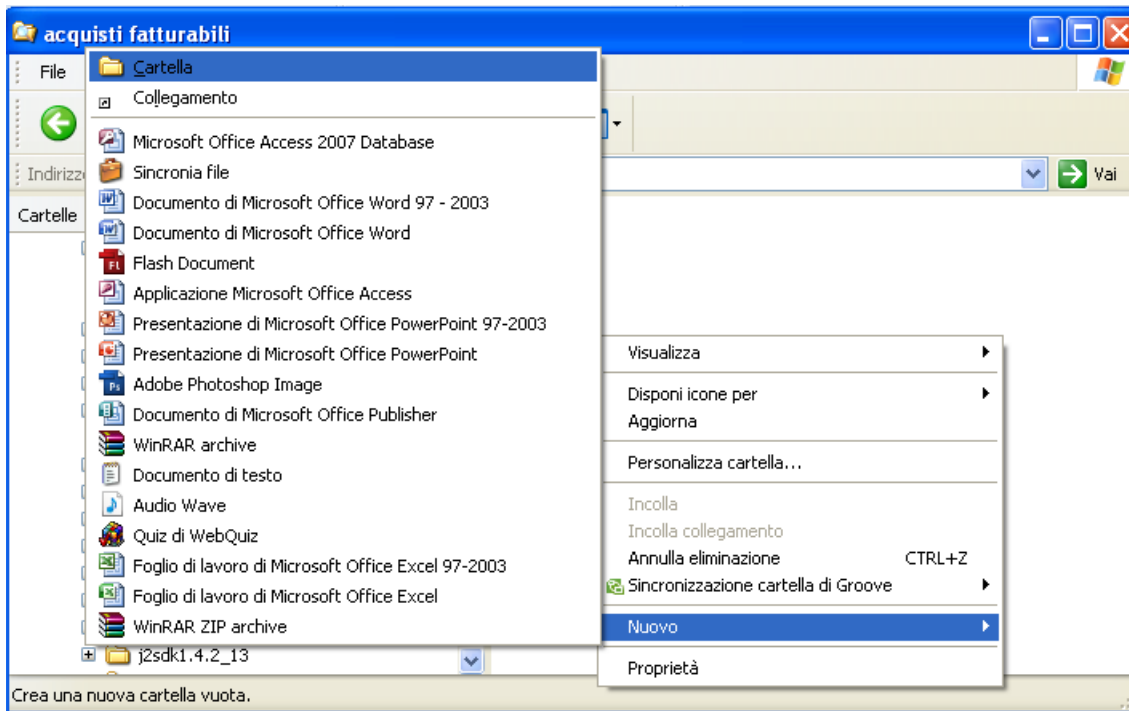 acquisti fatturabili
File
Indirizzo
Vai
Cartelle
Cartella
Collegamento
Microsoft Office Access 2007 Database
Sincronia file
Documento di Microsoft Office Word 97 - 2003
Documento di Microsoft Office Word
Flash Document
Applicazione Microsoft Office Access
Presentazione di Microsoft Office PowerPoint 97-2003
Presentazione di Microsoft Office PowerPoint
Adobe Photoshop Image
Documento di Microsoft Office Publisher
WinRAR archive
Documento di testo
Audio Wave
Quiz di WebQuiz
Foglio di lavoro di Microsoft Office Excel 97-2003
Foglio di lavoro di Microsoft Office Excel
WinRAR ZIP archive
Visualizza
Disponi icone per
Aggiorna
Personalizza cartella...
Incolla
Incolla collegamento
Annulla eliminazione CTRL+Z
Sincronizzazione cartella di Groove
Nuovo
Proprietà
j2sdk1.4.2_13
Crea una nuova cartella vuota.